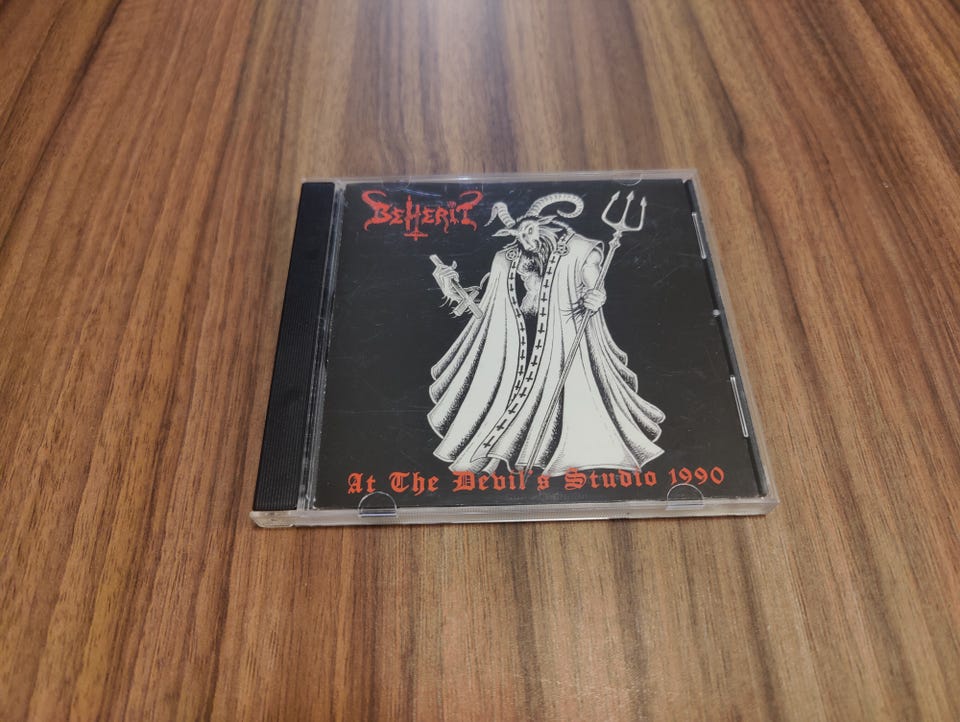 BEHERIT
At The Devil's Studio 1990